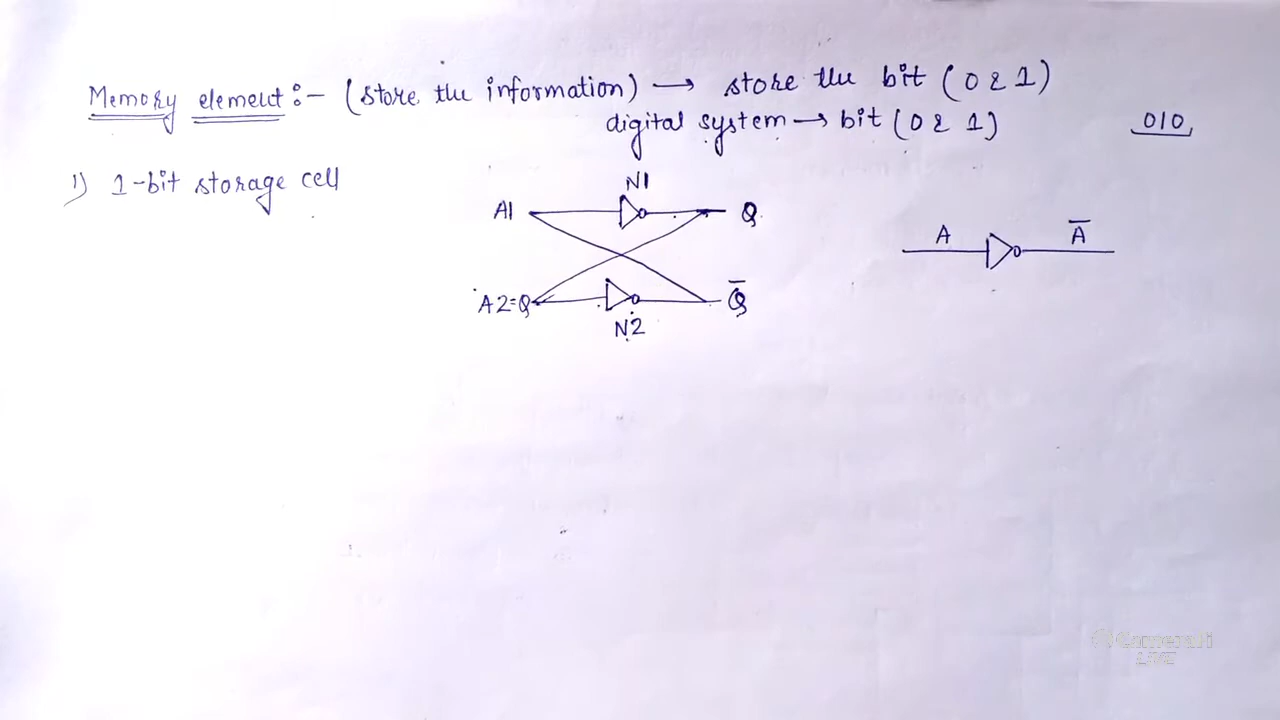 Memory element :- (store the information) → store the bit (0 & 1)
digital system → bit (0 & 1)
010
1) 1-bit storage cell
N1
A1
Q
A
A̅
A2=Q
Q̅
N2